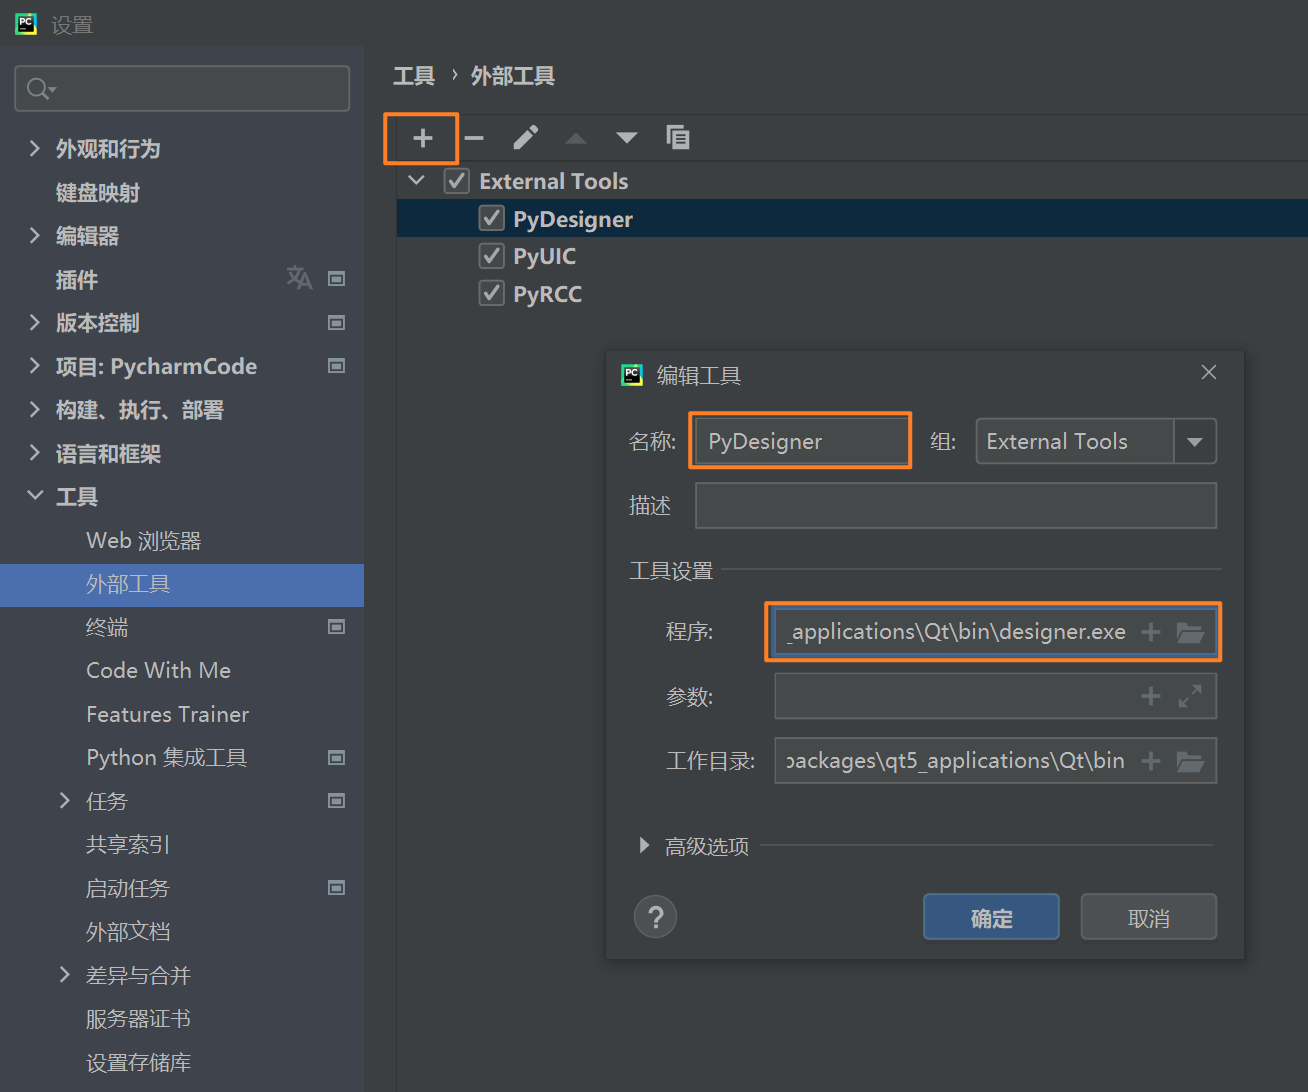 设置
外观和行为
键盘映射
编辑器
插件
版本控制
项目: PycharmCode
构建、执行、部署
语言和框架
工具
Web 浏览器
外部工具
终端
Code With Me
Features Trainer
Python 集成工具
任务
共享索引
启动任务
外部文档
差异与合并
服务器证书
设置存储库
工具 › 外部工具
External Tools
PyDesigner
PyUIC
PyRCC
编辑工具
名称: PyDesigner 组: External Tools
描述
工具设置
程序: _applications\Qt\bin\designer.exe
参数:
工作目录: packages\qt5_applications\Qt\bin
高级选项
? 确定 取消